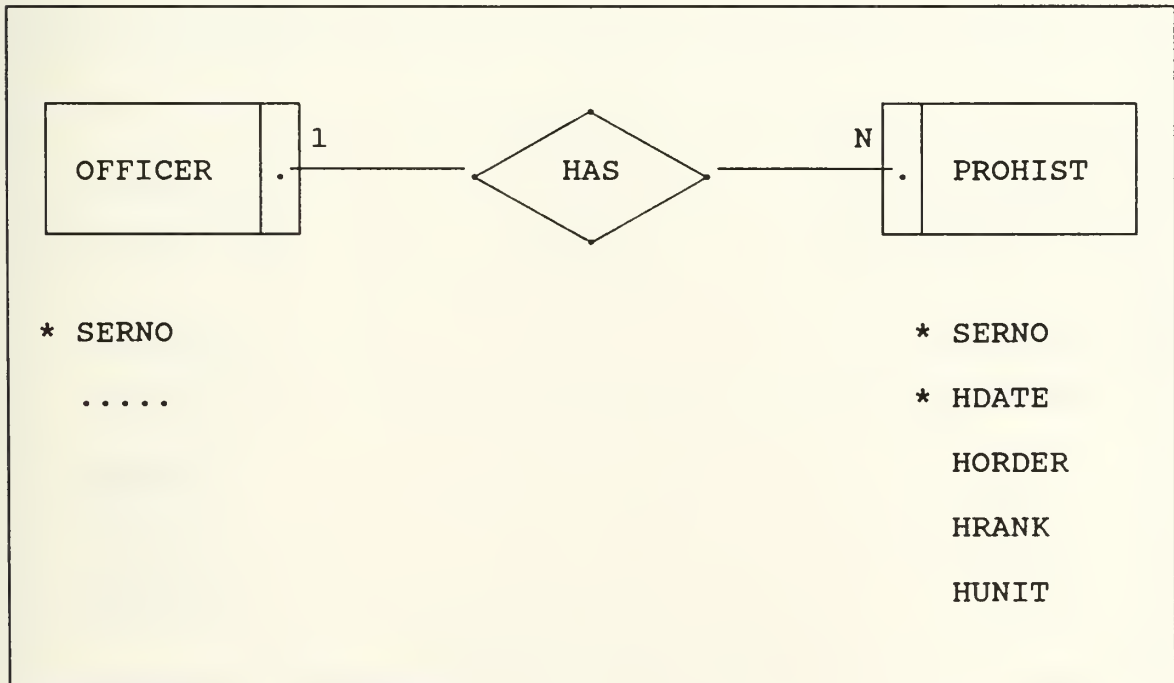 1 N
OFFICER . HAS . PROHIST
* SERNO * SERNO
..... * HDATE
HORDER
HRANK
HUNIT